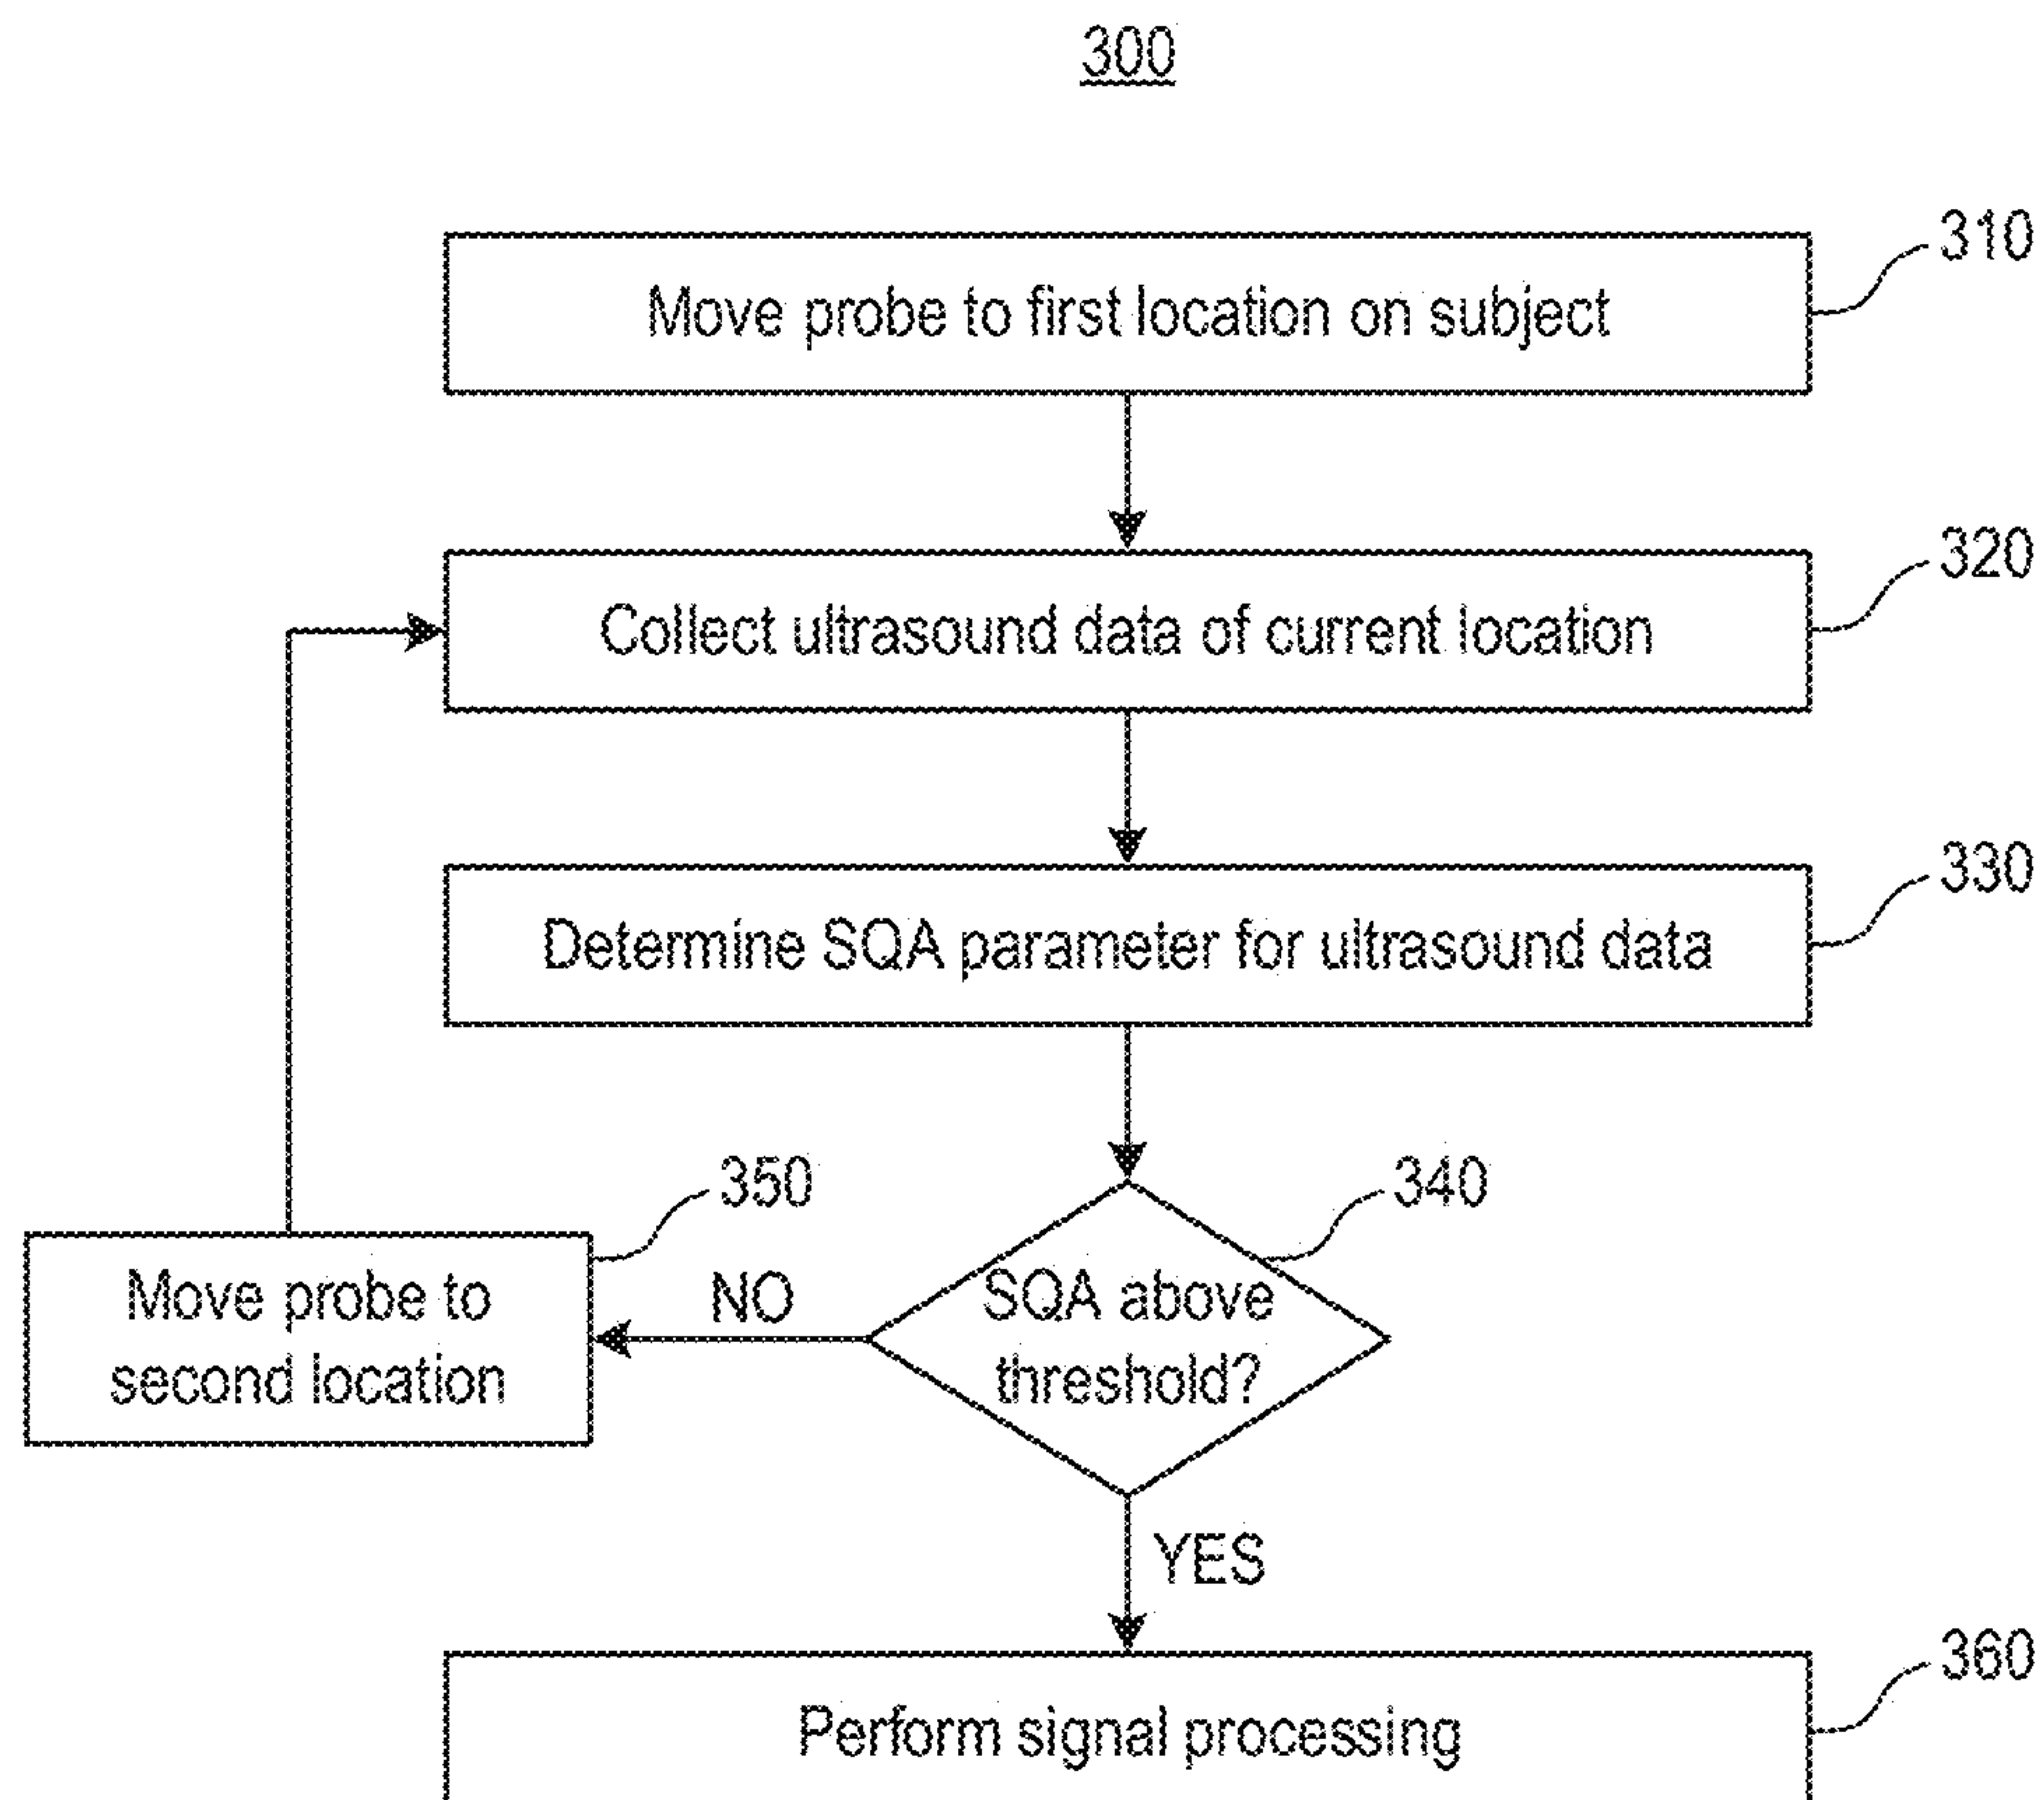 300
Move probe to first location on subject
310
Collect ultrasound data of current location
320
Determine SQA parameter for ultrasound data
330
SQA above
threshold?
340
NO
Move probe to
second location
350
YES
Perform signal processing
360